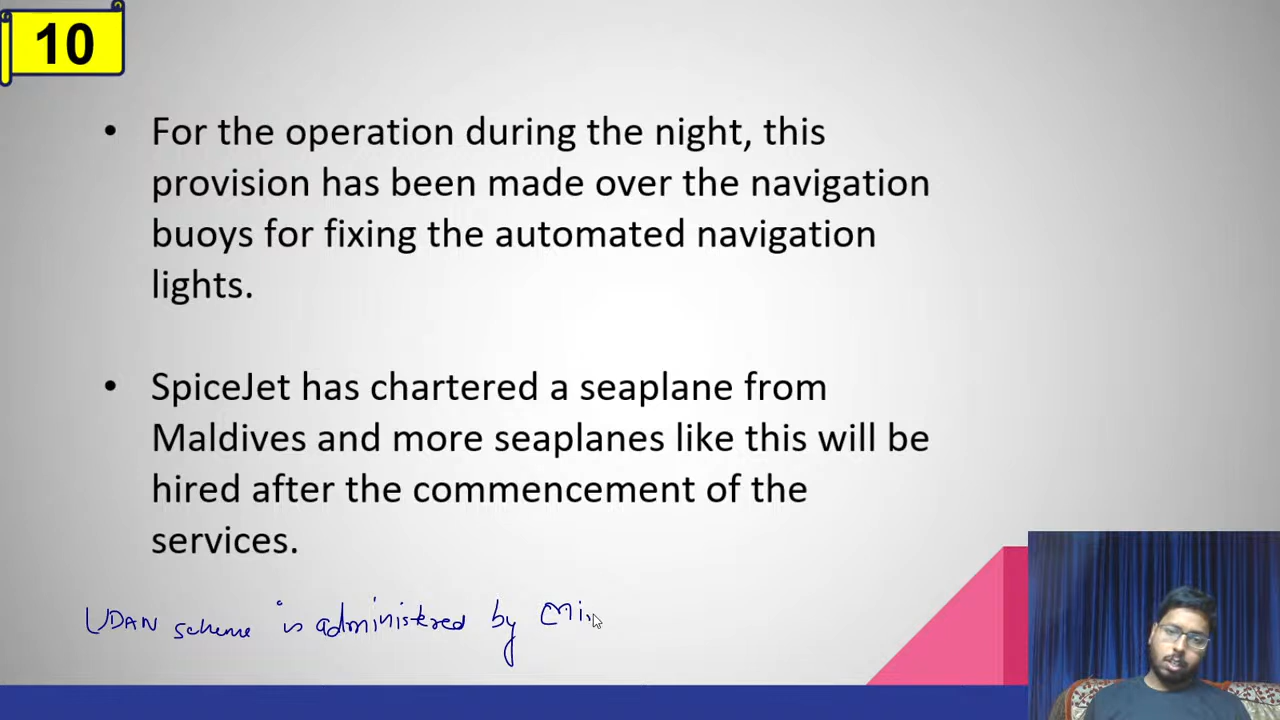 10
• For the operation during the night, this
provision has been made over the navigation
buoys for fixing the automated navigation
lights.
• SpiceJet has chartered a seaplane from
Maldives and more seaplanes like this will be
hired after the commencement of the
services.
UDAN scheme is administered by Min